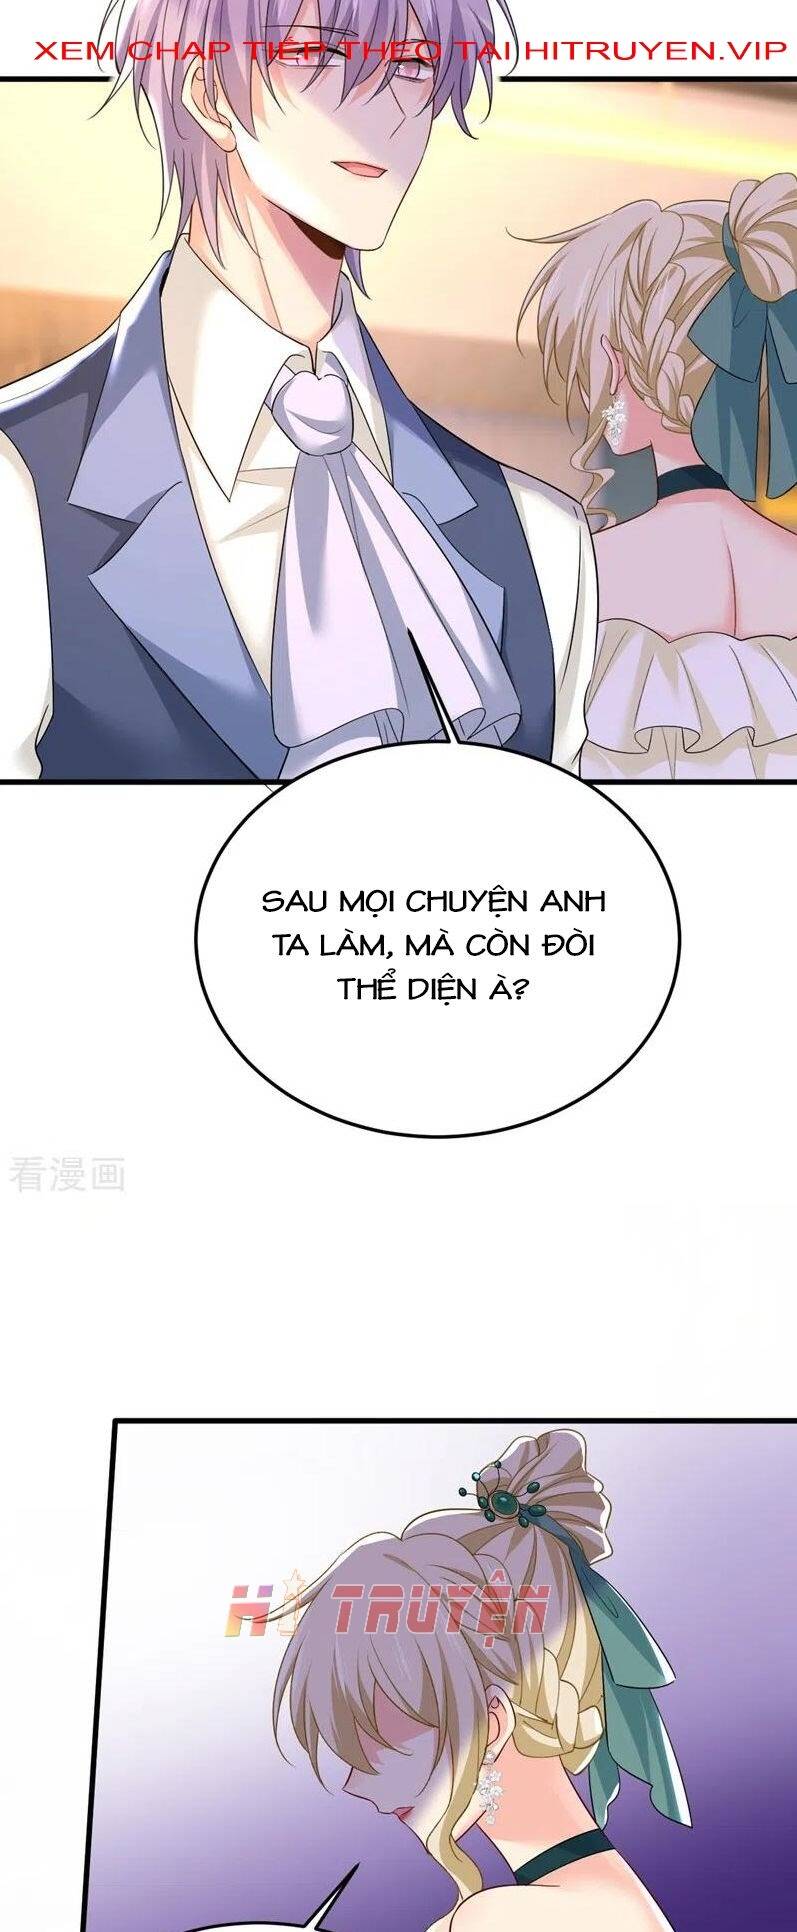 XEM CHAP TIẾP THEO TẠI HITRUYEN.VIP
SAU MỌI CHUYỆN ANH
TA LÀM, MÀ CÒN ĐÒI
THỂ DIỆN À?
看漫画
HI TRUYỆN